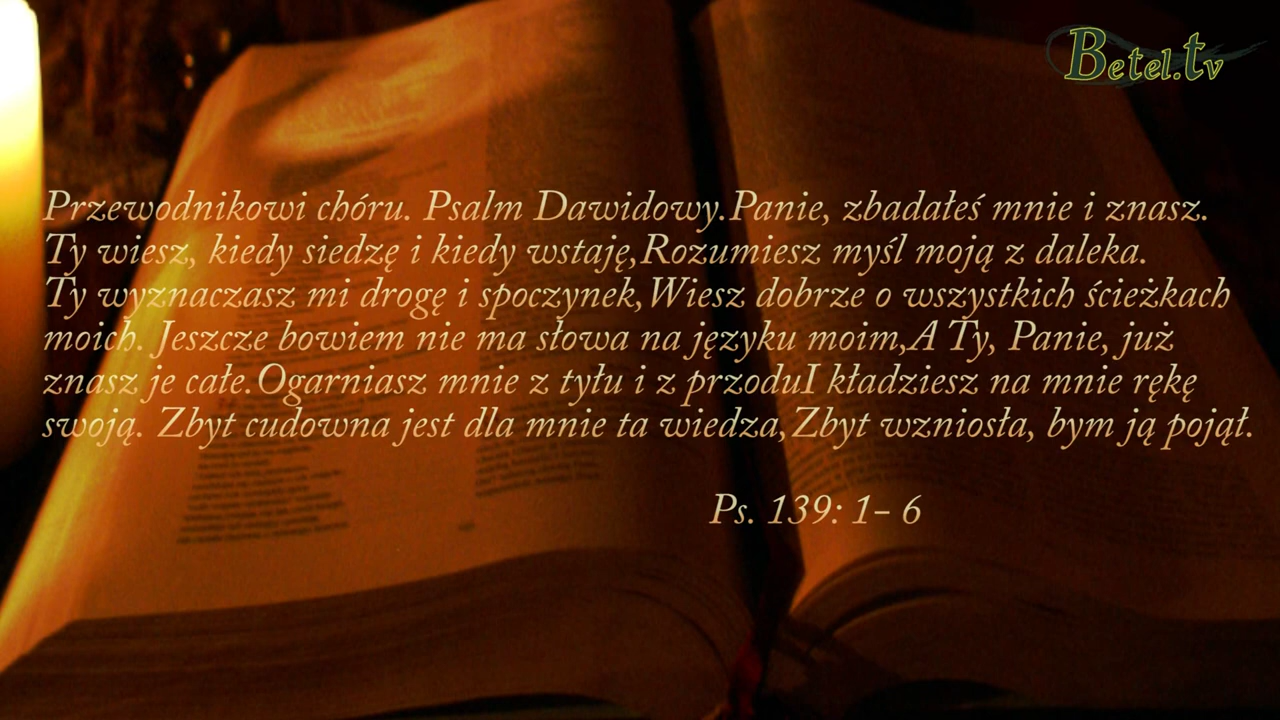 Betel.tv
Przewodnikowi chóru. Psalm Dawidowy.Panie, zbadałeś mnie i znasz.
Ty wiesz, kiedy siedzę i kiedy wstaję,Rozumiesz myśl moją z daleka.
Ty wyznaczasz mi drogę i spoczynek,Wiesz dobrze o wszystkich ścieżkach
moich. Jeszcze bowiem nie ma słowa na języku moim,A Ty, Panie, już
znasz je całe.Ogarniasz mnie z tyłu i z przoduI kładziesz na mnie rękę
swoją. Zbyt cudowna jest dla mnie ta wiedza,Zbyt wzniosła, bym ją pojął.
Ps. 139: 1- 6